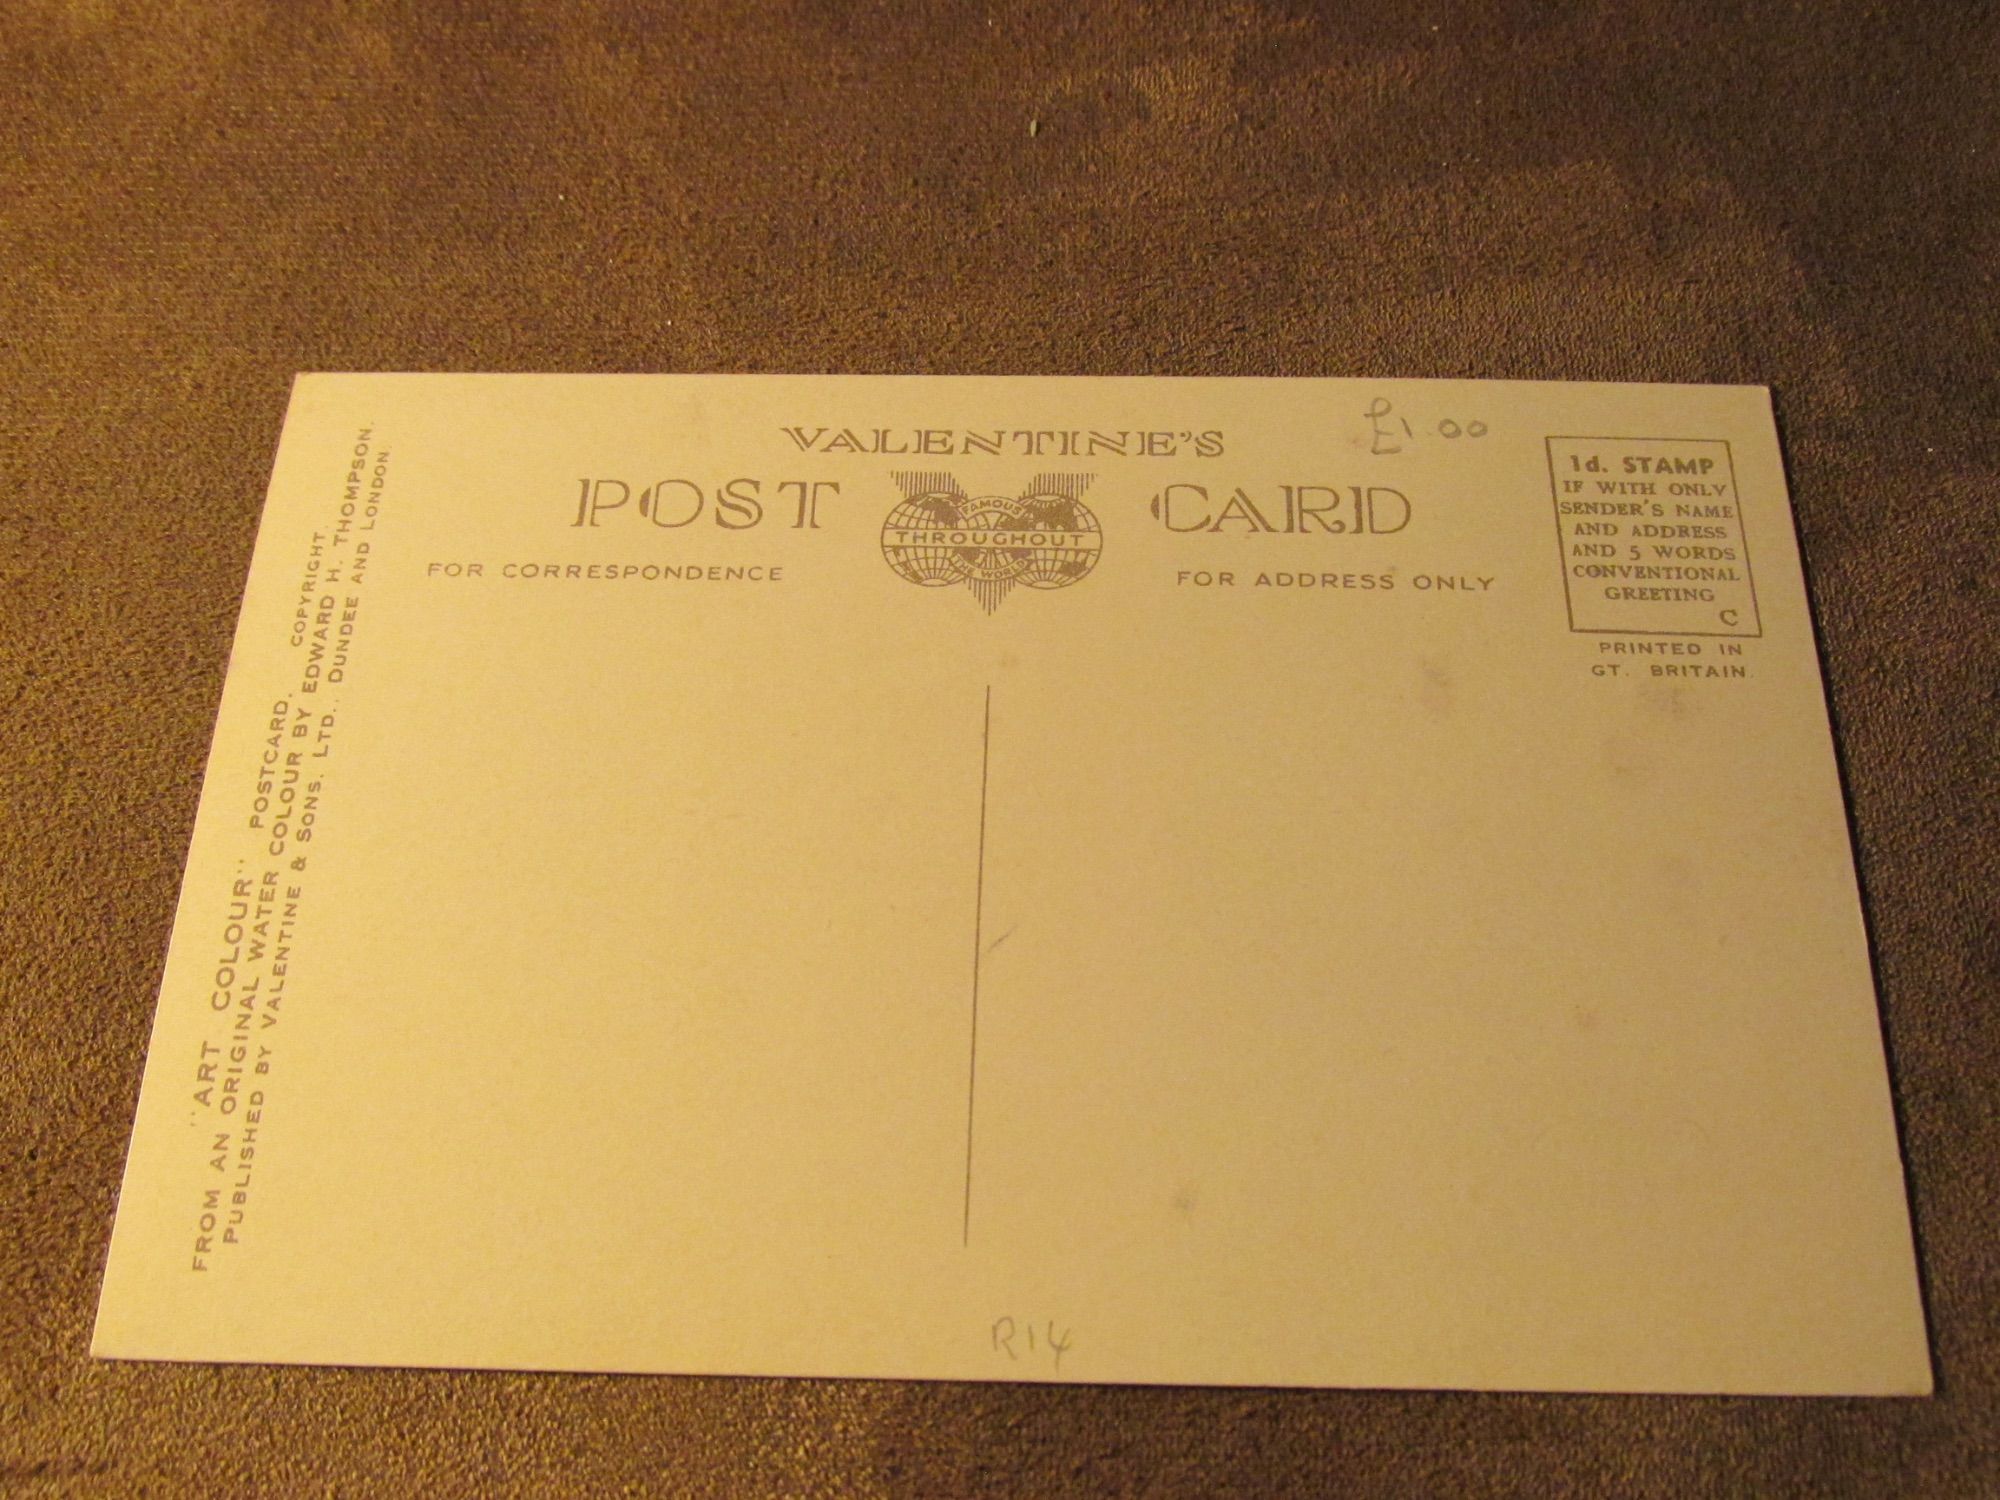 VALENTINE'S
POST CARD
FAMOUS
THROUGHOUT
THE WORLD
FOR CORRESPONDENCE
FOR ADDRESS ONLY
£1.00
1d. STAMP
IF WITH ONLY
SENDER'S NAME
AND ADDRESS
AND 5 WORDS
CONVENTIONAL
GREETING
C
PRINTED IN
GT. BRITAIN.
"ART COLOUR" POSTCARD. COPYRIGHT.
FROM AN ORIGINAL WATER COLOUR BY EDWARD H. THOMPSON.
PUBLISHED BY VALENTINE & SONS. LTD., DUNDEE AND LONDON.
R14